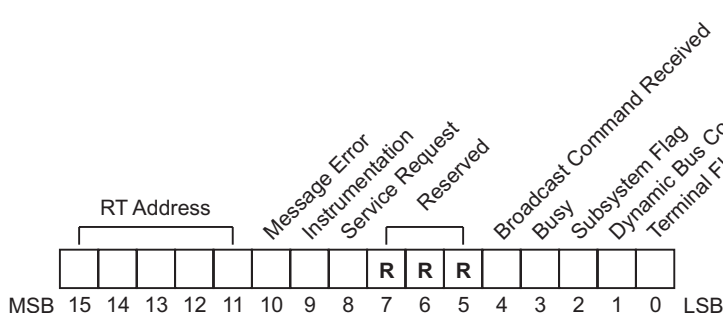 Message Error
Instrumentation
Service Request
Reserved
Broadcast Command Received
Busy
Subsystem Flag
Dynamic Bus
Terminal
RT Address
R R R
MSB 15 14 13 12 11 10 9 8 7 6 5 4 3 2 1 0 LSB